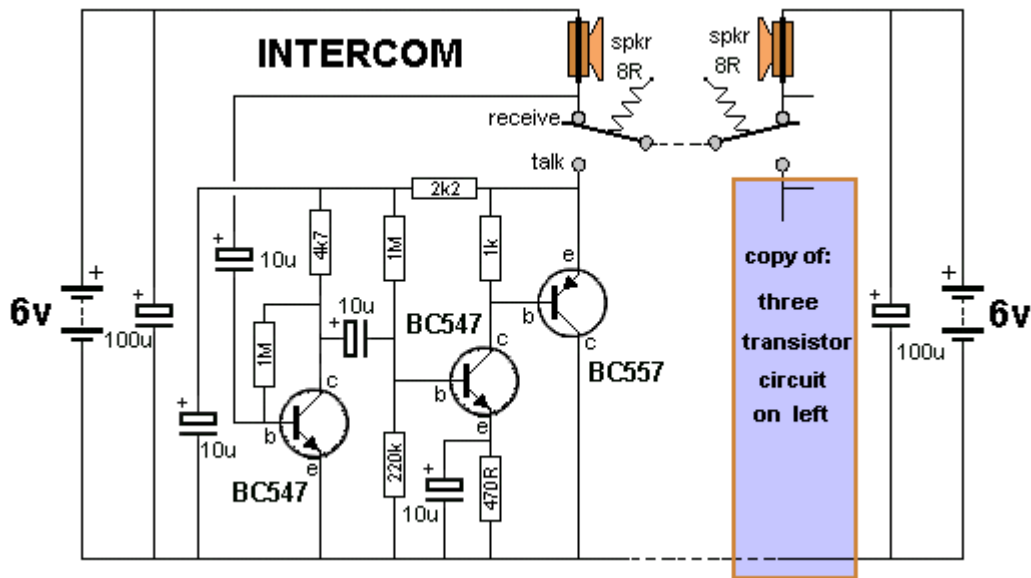 INTERCOM
spkr
8R
spkr
8R
receive
talk
2k2
4k7
1M
1k
+
10u
e
+
6v
+
100u
10u
+
b
BC547
c
BC557
1M
c
b
e
c
b
e
+
10u
BC547
220k
+
10u
470R
copy of:
three
transistor
circuit
on left
+
100u
+
6v